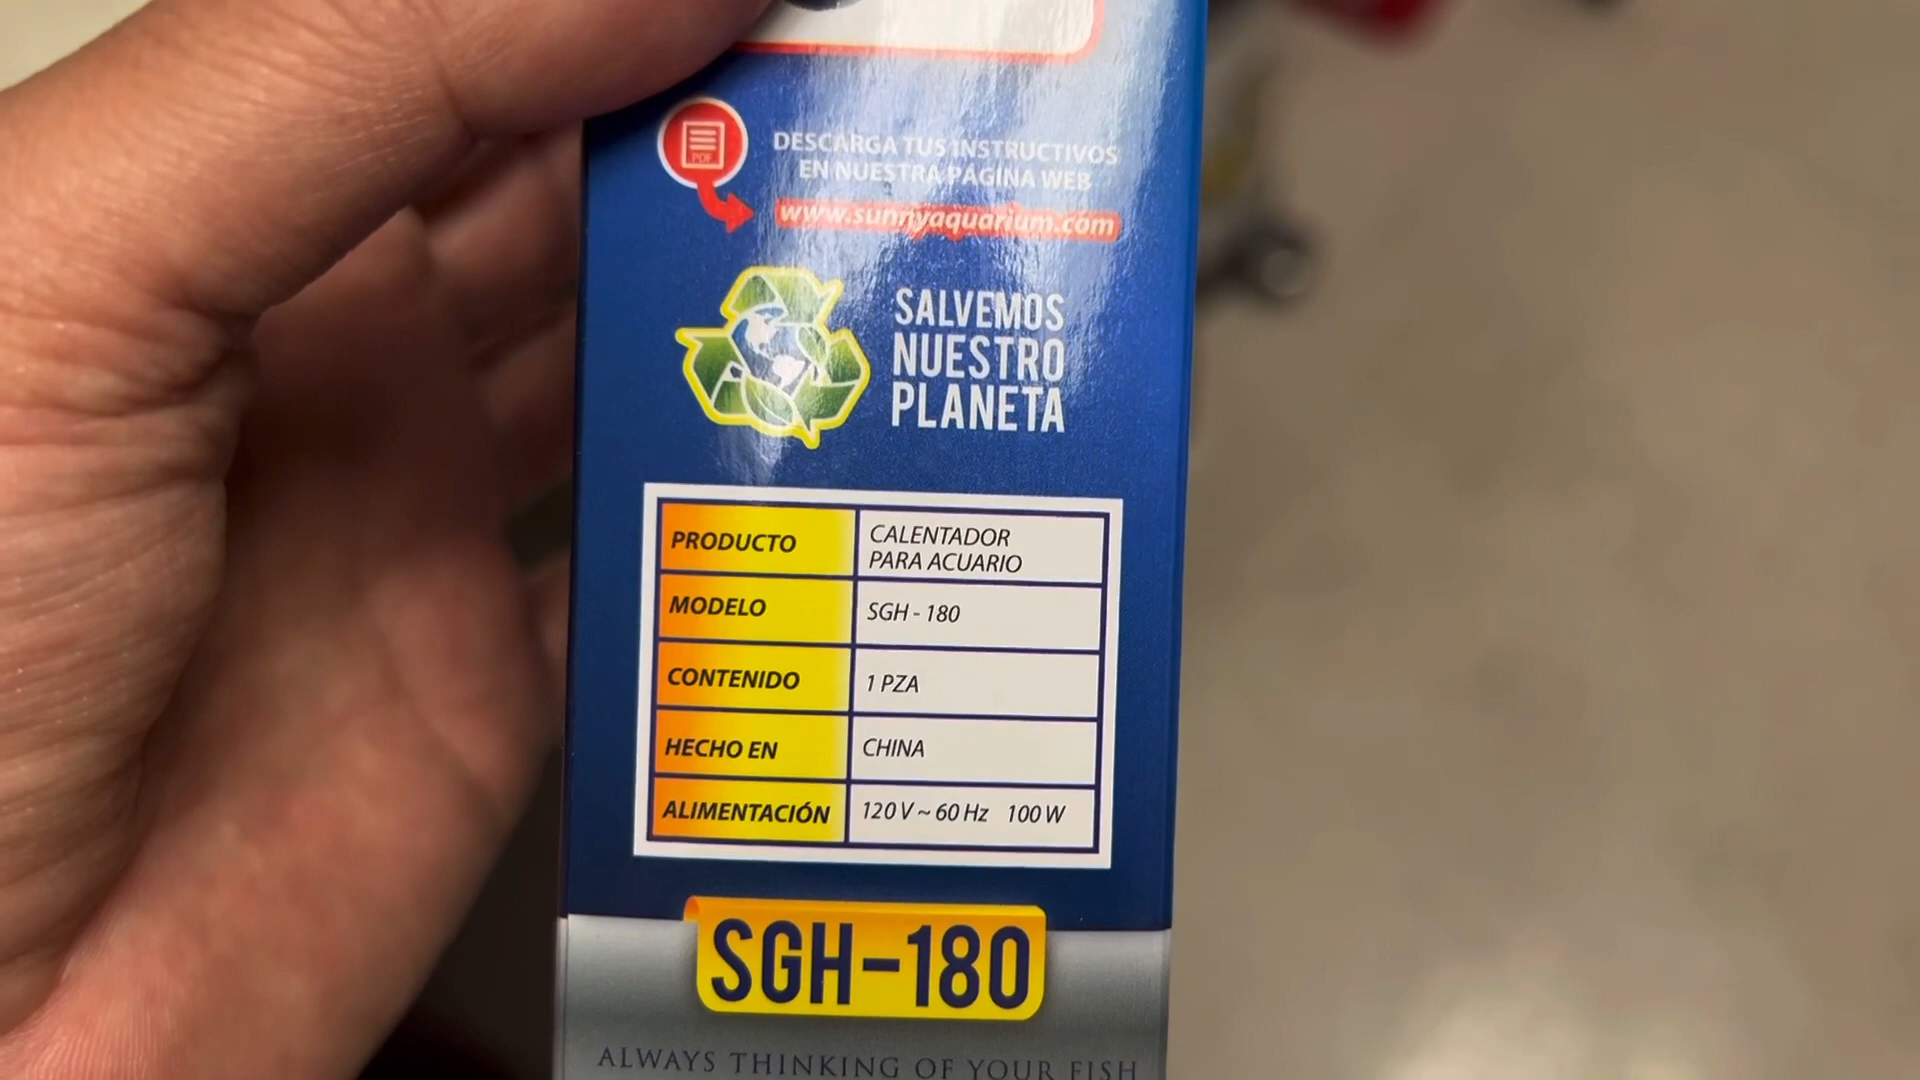 PDF
DESCARGA TUS INSTRUCTIVOS
EN NUESTRA PÁGINA WEB
www.sunnyaquarium.com
SALVEMOS
NUESTRO
PLANETA
PRODUCTO
CALENTADOR
PARA ACUARIO
MODELO
SGH - 180
CONTENIDO
1 PZA
HECHO EN
CHINA
ALIMENTACIÓN
120 V ~ 60 Hz 100 W
SGH-180
ALWAYS THINKING OF YOUR FISH